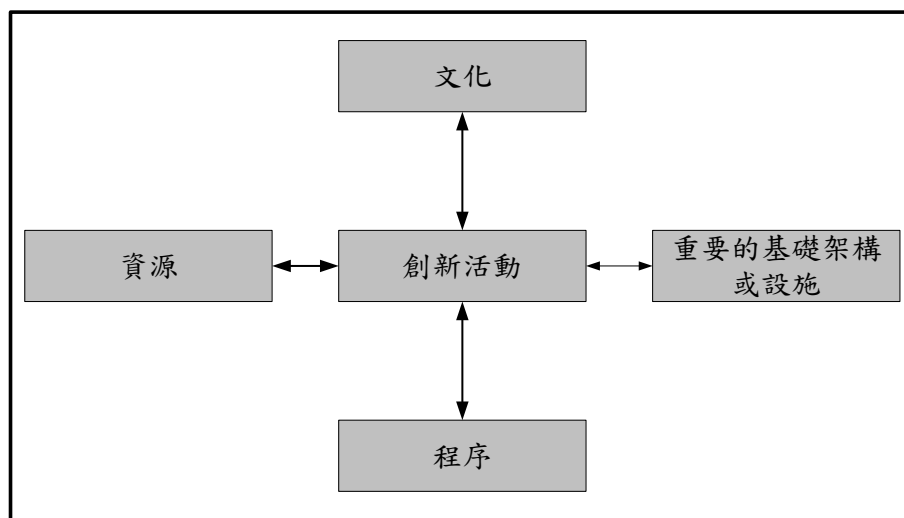 文化
資源
創新活動
重要的基礎架構
或設施
程序